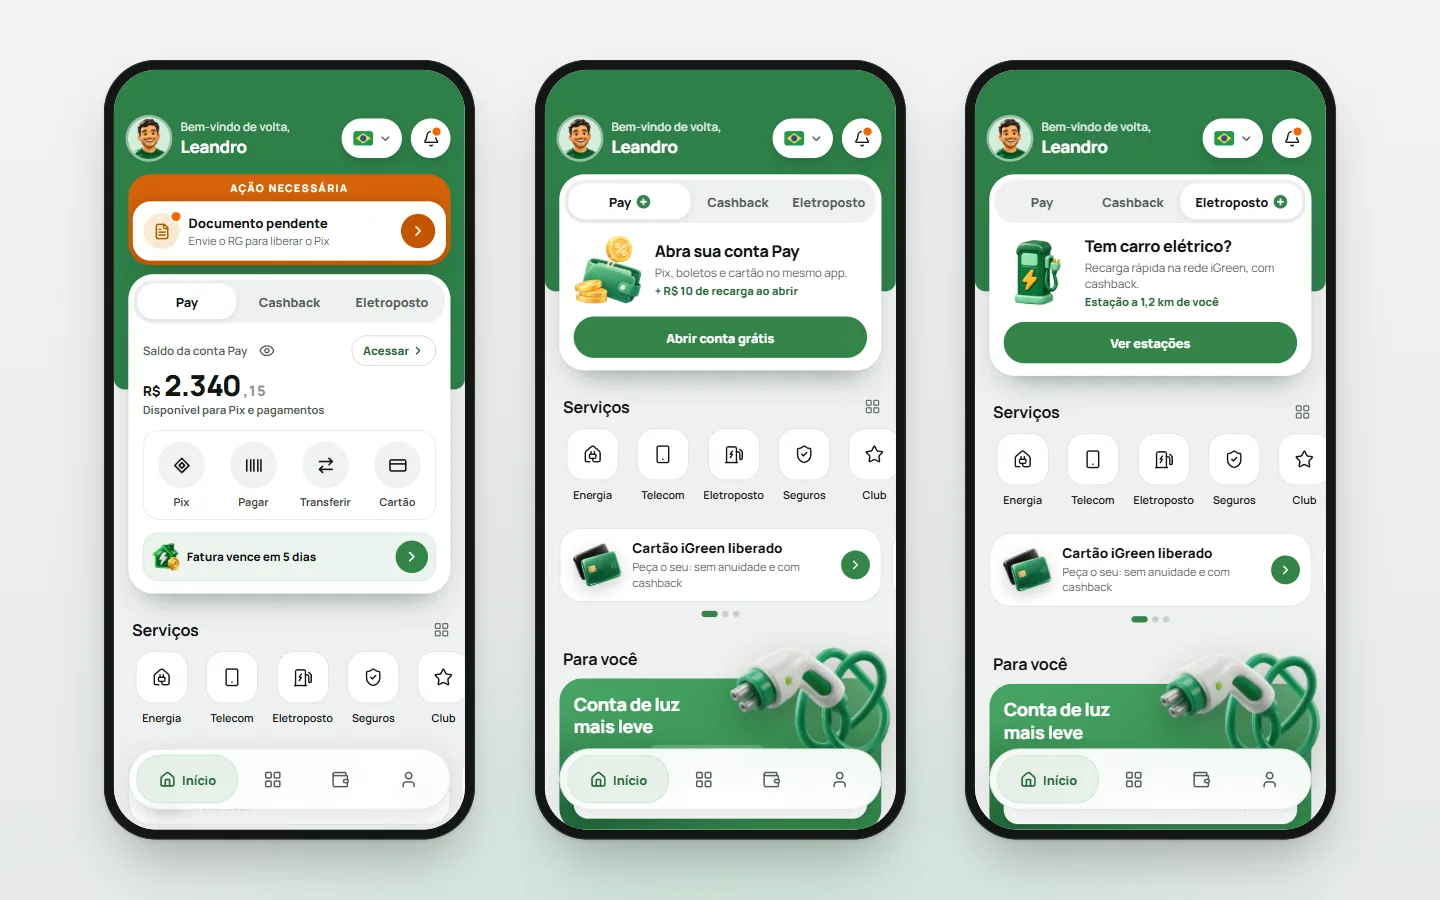 Bem-vindo de volta,
Leandro
AÇÃO NECESSÁRIA
Documento pendente
Envie o RG para liberar o Pix
Pay
Cashback
Eletroposto
Saldo da conta Pay
Acessar
R$ 2.340,15
Disponível para Pix e pagamentos
Pix
Pagar
Transferir
Cartão
Fatura vence em 5 dias
Serviços
Energia
Telecom
Eletroposto
Seguros
Club
Início
Bem-vindo de volta,
Leandro
Pay
Cashback
Eletroposto
Abra sua conta Pay
Pix, boletos e cartão no mesmo app.
+ R$ 10 de recarga ao abrir
Abrir conta grátis
Serviços
Energia
Telecom
Eletroposto
Seguros
Club
Cartão iGreen liberado
Peça o seu: sem anuidade e com
cashback
Para você
Conta de luz
mais leve
Início
Bem-vindo de volta,
Leandro
Pay
Cashback
Eletroposto
Tem carro elétrico?
Recarga rápida na rede iGreen, com
cashback.
Estação a 1,2 km de você
Ver estações
Serviços
Energia
Telecom
Eletroposto
Seguros
Club
Cartão iGreen liberado
Peça o seu: sem anuidade e com
cashback
Para você
Conta de luz
mais leve
Início